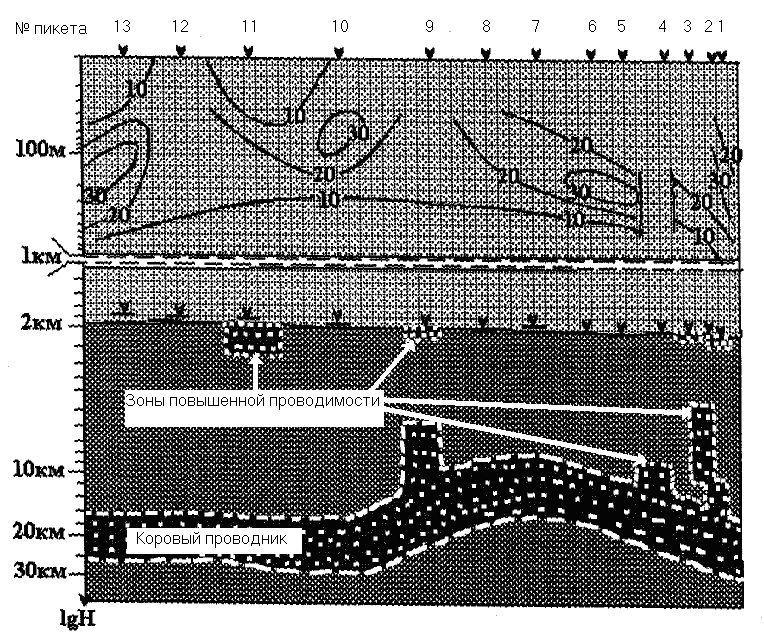 № пикета 13 12 11 10 9 8 7 6 5 4 3 2 1
10
10
30
20
100м
20
20
20
30
30
30
20
20
10
10
10
1км
2км
Зоны повышенной проводимости
10км
Коровый проводник
20км
30км
lgH